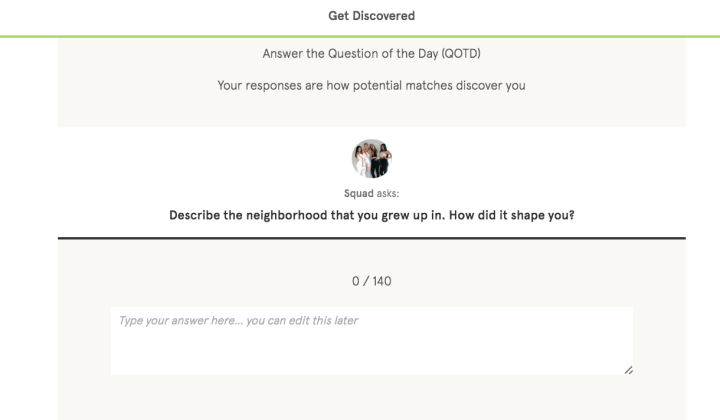 Get Discovered
Answer the Question of the Day (QOTD)
Your responses are how potential matches discover you
Squad asks:
Describe the neighborhood that you grew up in. How did it shape you?
0 / 140
Type your answer here... you can edit this later